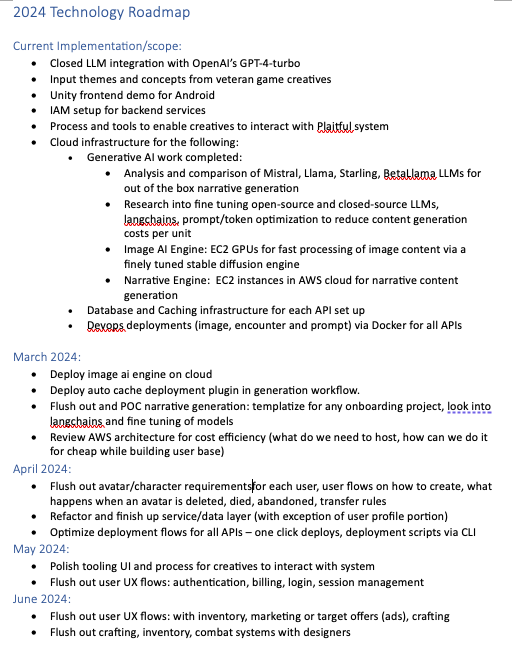 2024 Technology Roadmap
Current Implementation/scope:
• Closed LLM integration with OpenAI's GPT-4-turbo
• Input themes and concepts from veteran game creatives
• Unity frontend demo for Android
• IAM setup for backend services
• Process and tools to enable creatives to interact with Plaitful system
• Cloud infrastructure for the following:
• Generative AI work completed:
• Analysis and comparison of Mistral, Llama, Starling, BetaLlama LLMs for
out of the box narrative generation
• Research into fine tuning open-source and closed-source LLMs,
langchains, prompt/token optimization to reduce content generation
costs per unit
• Image AI Engine: EC2 GPUs for fast processing of image content via a
finely tuned stable diffusion engine
• Narrative Engine: EC2 instances in AWS cloud for narrative content
generation
• Database and Caching infrastructure for each API set up
• Devops deployments (image, encounter and prompt) via Docker for all APIs
March 2024:
• Deploy image ai engine on cloud
• Deploy auto cache deployment plugin in generation workflow.
• Flush out and POC narrative generation: templatize for any onboarding project, look into
langchains and fine tuning of models
• Review AWS architecture for cost efficiency (what do we need to host, how can we do it
for cheap while building user base)
April 2024:
• Flush out avatar/character requirements for each user, user flows on how to create, what
happens when an avatar is deleted, died, abandoned, transfer rules
• Refactor and finish up service/data layer (with exception of user profile portion)
• Optimize deployment flows for all APIs – one click deploys, deployment scripts via CLI
May 2024:
• Polish tooling UI and process for creatives to interact with system
• Flush out user UX flows: authentication, billing, login, session management
June 2024:
• Flush out user UX flows: with inventory, marketing or target offers (ads), crafting
• Flush out crafting, inventory, combat systems with designers